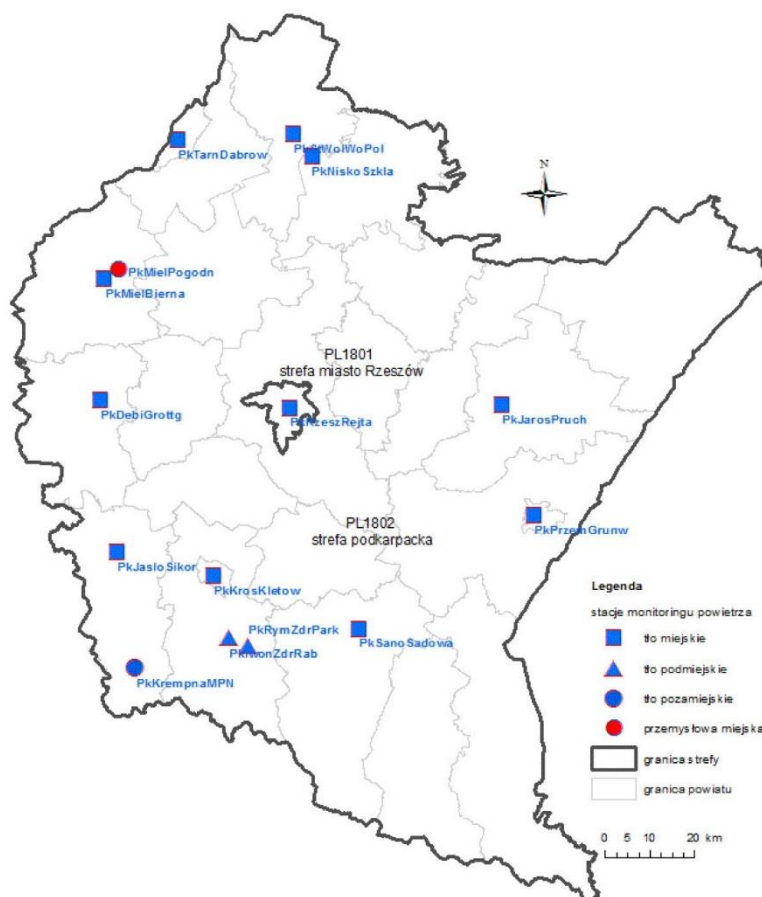 N
PkTarnDabrow
PkStWolWoPol
PkNiskoSzkla
PkMielPogodn
PkMielBierna
PL1801
strefa miasto Rzeszów
PkDebiGrottg
PkRzeszRejta
PkJarosPruch
PL1802
strefa podkarpacka
PkPrzemGrunw
PkJasloSikor
PkKrosKletow
PkRymZdrPark
PkIwonZdrRab
PkSanoSadowa
PkKrempnaMPN
Legenda
stacje monitoringu powietrza
tło miejskie
tło podmiejskie
tło pozamiejskie
przemysłowa miejska
granica strefy
granica powiatu
0 5 10 20 km